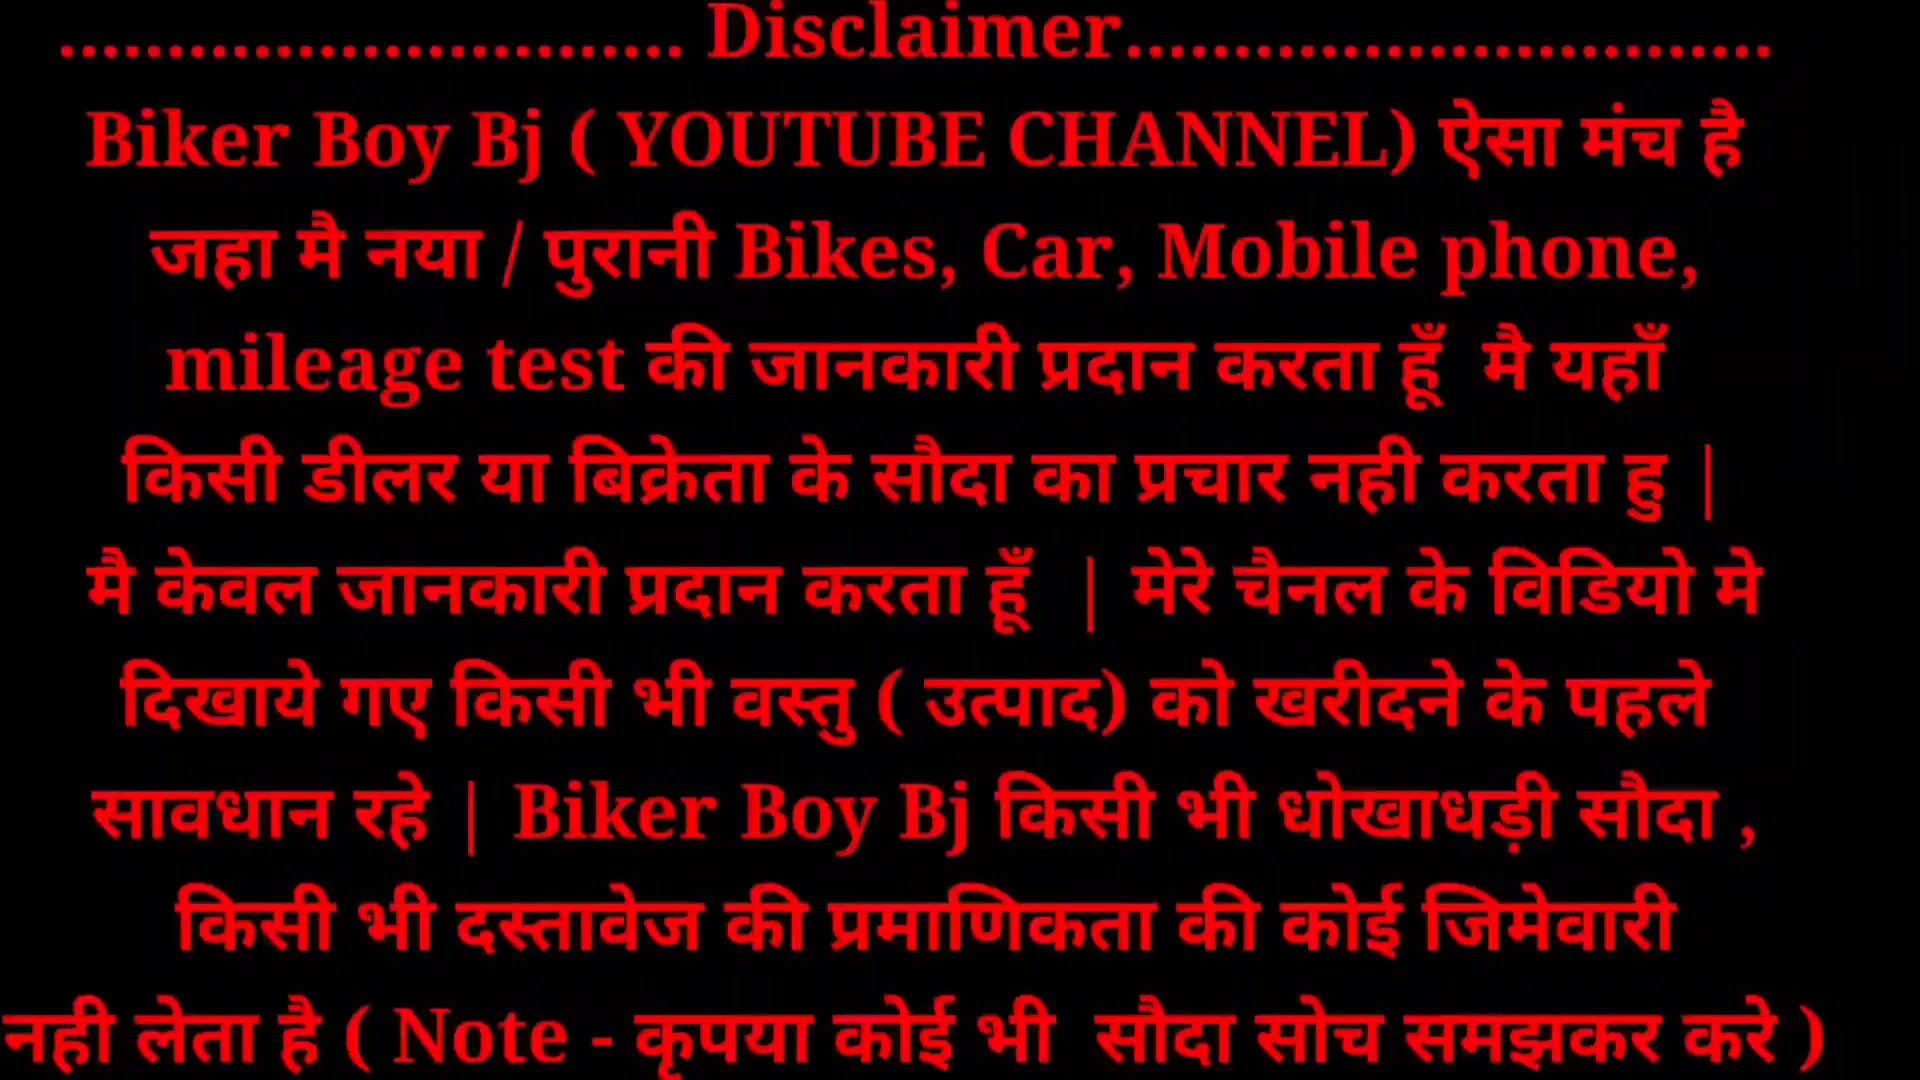 ............................. Disclaimer..............................
Biker Boy Bj ( YOUTUBE CHANNEL) ऐसा मंच है
जहा मै नया / पुरानी Bikes, Car, Mobile phone,
mileage test की जानकारी प्रदान करता हूँ मै यहाँ
किसी डीलर या बिक्रेता के सौदा का प्रचार नही करता हु |
मै केवल जानकारी प्रदान करता हूँ | मेरे चैनल के विडियो मे
दिखाये गए किसी भी वस्तु ( उत्पाद) को खरीदने के पहले
सावधान रहे | Biker Boy Bj किसी भी धोखाधड़ी सौदा ,
किसी भी दस्तावेज की प्रमाणिकता की कोई जिमेवारी
नही लेता है ( Note - कृपया कोई भी सौदा सोच समझकर करे )